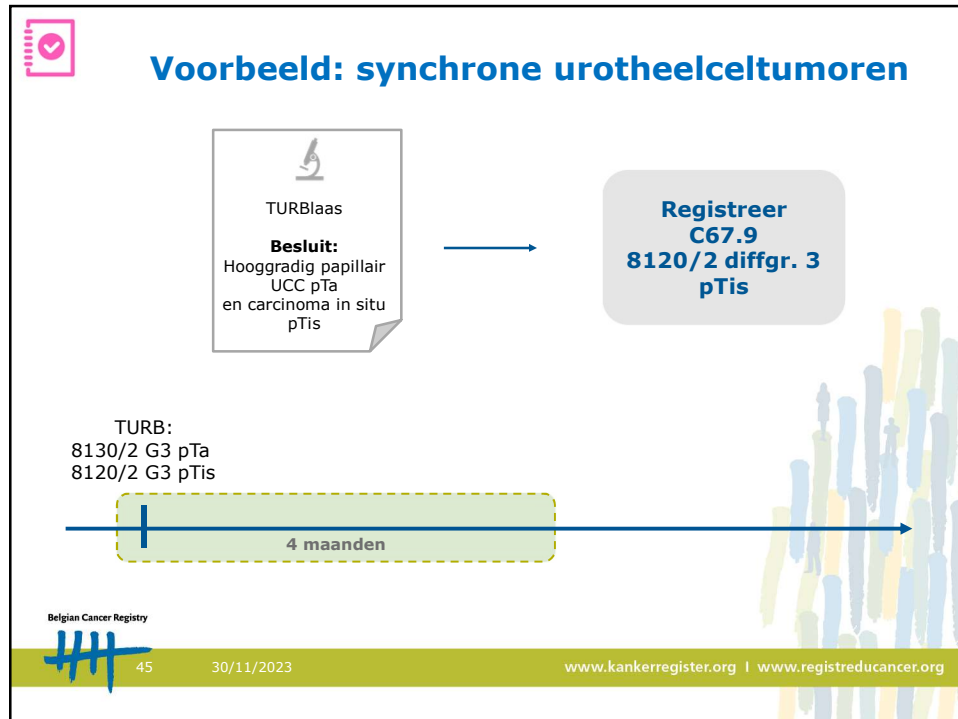 Voorbeeld: synchrone urotheelceltumoren
TURBlaas
Besluit:
Hooggradig papillair
UCC pTa
en carcinoma in situ
pTis
Registreer
C67.9
8120/2 diffgr. 3
pTis
TURB:
8130/2 G3 pTa
8120/2 G3 pTis
4 maanden
Belgian Cancer Registry
45
30/11/2023
www.kankerregister.org I www.registreducancer.org